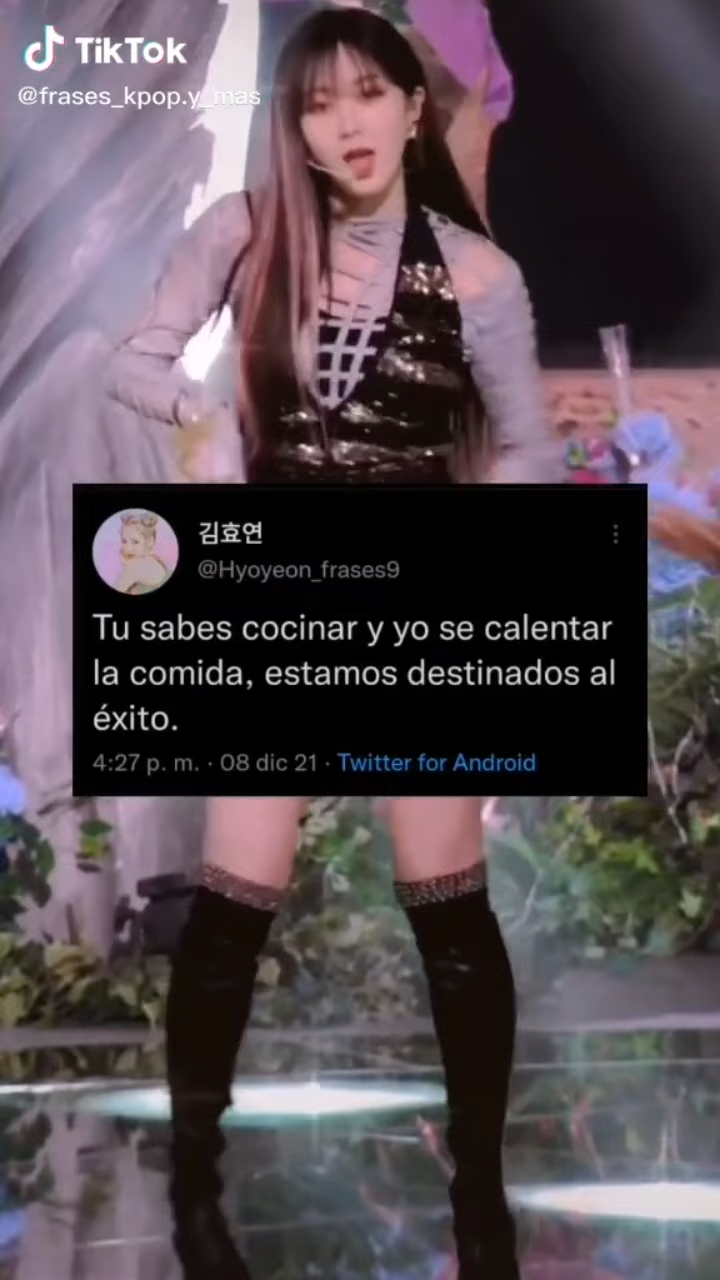 TikTok
@frases_kpop.y_mas
김효연
@Hyoyeon_frases9
Tu sabes cocinar y yo se calentar
la comida, estamos destinados al
éxito.
4:27 p. m. · 08 dic 21 · Twitter for Android